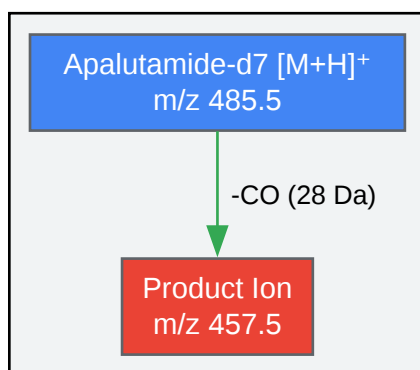 Apalutamide-d7 [M+H]⁺
m/z 485.5
-CO (28 Da)
Product Ion
m/z 457.5